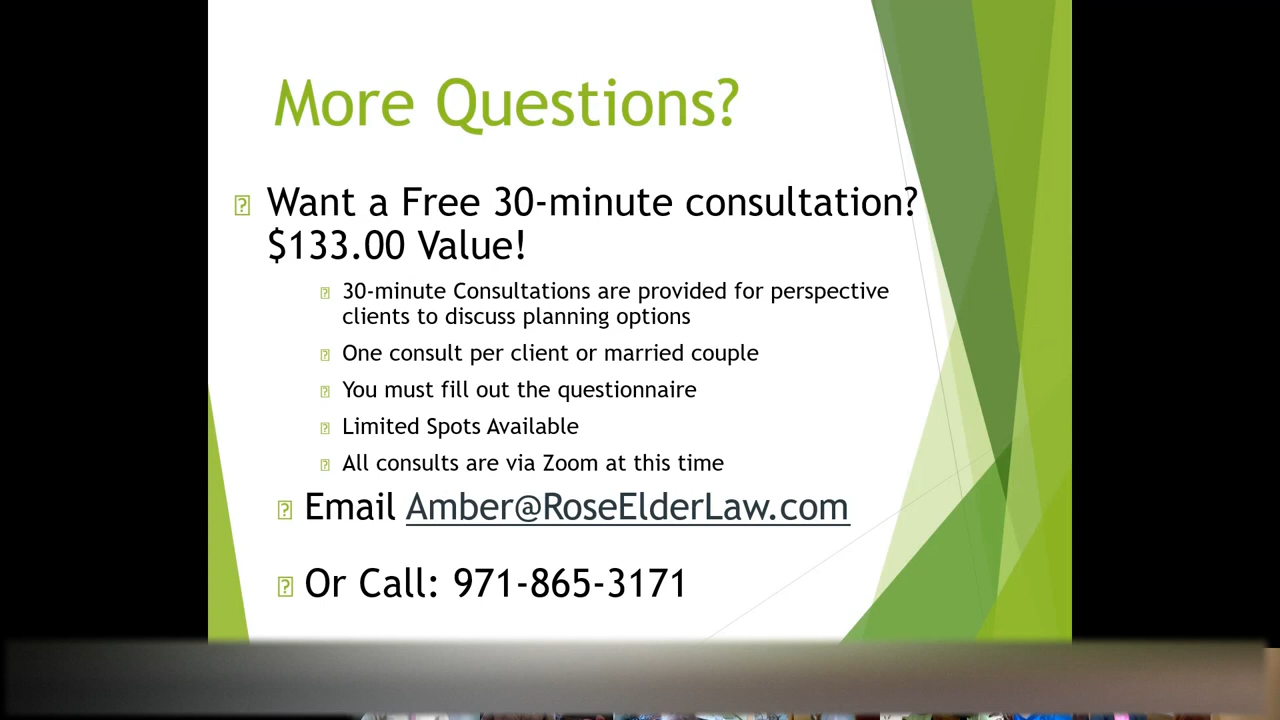 More Questions?
Want a Free 30-minute consultation?
$133.00 Value!
30-minute Consultations are provided for perspective
clients to discuss planning options
One consult per client or married couple
You must fill out the questionnaire
Limited Spots Available
All consults are via Zoom at this time
Email Amber@RoseElderLaw.com
Or Call: 971-865-3171